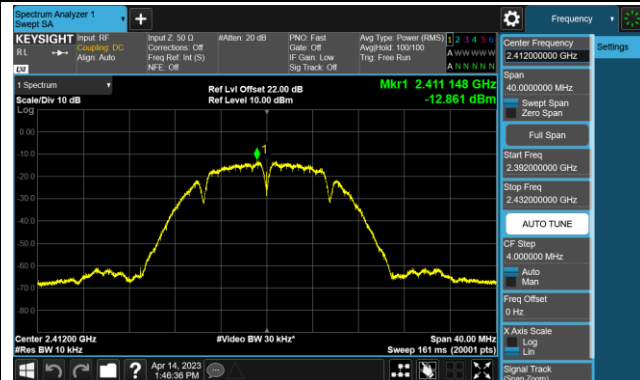 Spectrum Analyzer 1
Swept SA
Frequency
KEYSIGHT
Input: RF
Input Z: 50 Ω
#Atten: 20 dB
PNO: Fast
Avg Type: Power (RMS)
1 2 3 4 5 6
R L
Coupling: DC
Corrections: Off
Gate: Off
Avg|Hold: 100/100
A W W W W W
Align: Auto
Freq Ref: Int (S)
IF Gain: Low
Trig: Free Run
NFE: Off
Sig Track: Off
A N N N N N
LXI
1 Spectrum
Ref Lvl Offset 22.00 dB
Mkr1 2.411 148 GHz
Scale/Div 10 dB
Ref Level 10.00 dBm
-12.861 dBm
Log
0.00
-10.0
-20.0
-30.0
-40.0
-50.0
-60.0
-70.0
-80.0
1
Center 2.41200 GHz
#Video BW 30 kHz*
Span 40.00 MHz
#Res BW 10 kHz
Sweep 161 ms (20001 pts)
Apr 14, 2023
1:46:36 PM
?
Center Frequency
2.412000000 GHz
Settings
Span
40.0000000 MHz
Swept Span
Zero Span
Full Span
Start Freq
2.392000000 GHz
Stop Freq
2.432000000 GHz
AUTO TUNE
CF Step
4.000000 MHz
Auto
Man
Freq Offset
0 Hz
X Axis Scale
Log
Lin
Signal Track
(Span Zoom)